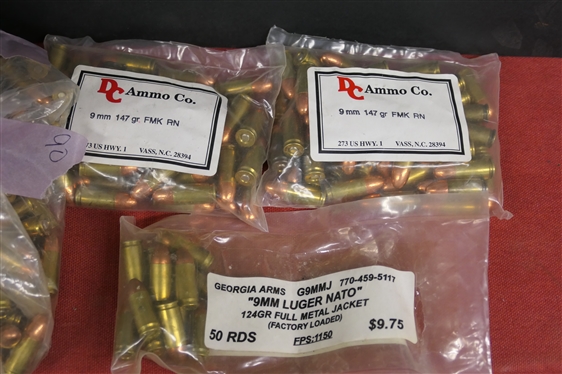 DC Ammo Co.
9 mm 147 gr FMK RN
273 US HWY. 1 VASS, N.C. 28394
DC Ammo Co.
9 mm 147 gr FMK RN
273 US HWY. 1 VASS, N.C. 28394
90
GEORGIA ARMS G9MMJ 770-459-5117
"9MM LUGER NATO"
124GR FULL METAL JACKET
(FACTORY LOADED)
50 RDS $9.75
FPS:1150